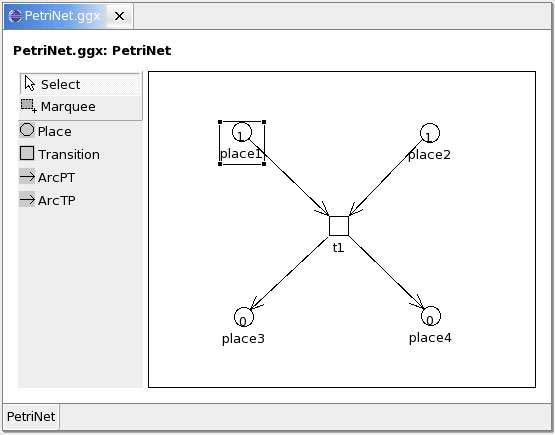 PetriNet.ggx
PetriNet.ggx: PetriNet
Select
Marquee
Place
Transition
ArcPT
ArcTP
1
place1
1
place2
t1
0
place3
0
place4
PetriNet